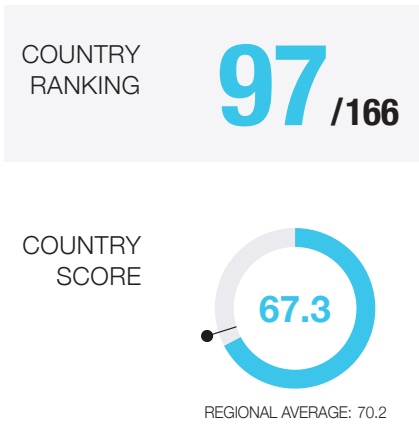 COUNTRY
RANKING
97/166
COUNTRY
SCORE
67.3
REGIONAL AVERAGE: 70.2